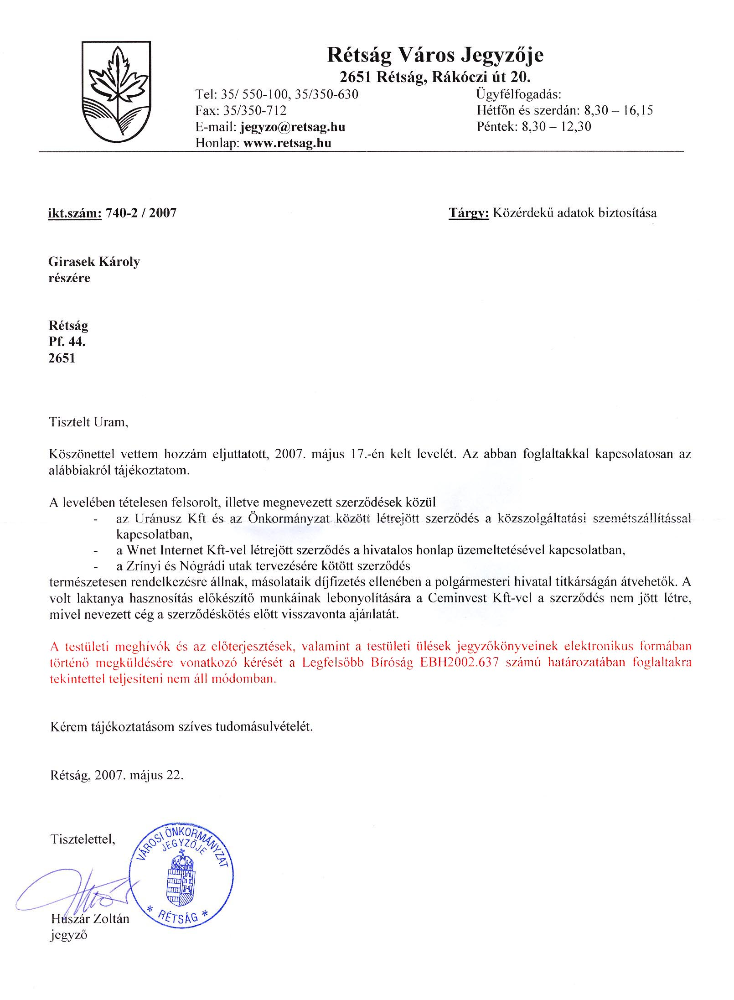 Rétság Város Jegyzője
2651 Rétság, Rákóczi út 20.
Tel: 35/ 550-100, 35/350-630
Fax: 35/350-712
E-mail: jegyzo@retsag.hu
Honlap: www.retsag.hu
Ügyfélfogadás:
Hétfőn és szerdán: 8,30 – 16,15
Péntek: 8,30 – 12,30
ikt.szám: 740-2 / 2007
Tárgy: Közérdekű adatok biztosítása
Girasek Károly
részére
Rétság
Pf. 44.
2651
Tisztelt Uram,
Köszönettel vettem hozzám eljuttatott, 2007. május 17.-én kelt levelét. Az abban foglaltakkal kapcsolatosan az
alábbiakról tájékoztatom.
A levelében tételesen felsorolt, illetve megnevezett szerződések közül
- az Uránusz Kft és az Önkormányzat között létrejött szerződés a közszolgáltatási szemétszállítással
kapcsolatban,
- a Wnet Internet Kft-vel létrejött szerződés a hivatalos honlap üzemeltetésével kapcsolatban,
- a Zrínyi és Nógrádi utak tervezésére kötött szerződés
természetesen rendelkezésre állnak, másolataik díjfizetés ellenében a polgármesteri hivatal titkárságán átvehetők. A
volt laktanya hasznosítás előkészítő munkáinak lebonyolítására a Ceminvest Kft-vel a szerződés nem jött létre,
mivel nevezett cég a szerződéskötés előtt visszavonta ajánlatát.
A testületi meghívók és az előterjesztések, valamint a testületi ülések jegyzőkönyveinek elektronikus formában
történő megküldésére vonatkozó kérését a Legfelsőbb Bíróság EBH2002.637 számú határozatában foglaltakra
tekintettel teljesíteni nem áll módomban.
Kérem tájékoztatásom szíves tudomásulvételét.
Rétság, 2007. május 22.
Tisztelettel,
VÁROSI ÖNKORMÁNYZAT
JEGYZŐJE
* RÉTSÁG *
Huszár Zoltán
jegyző